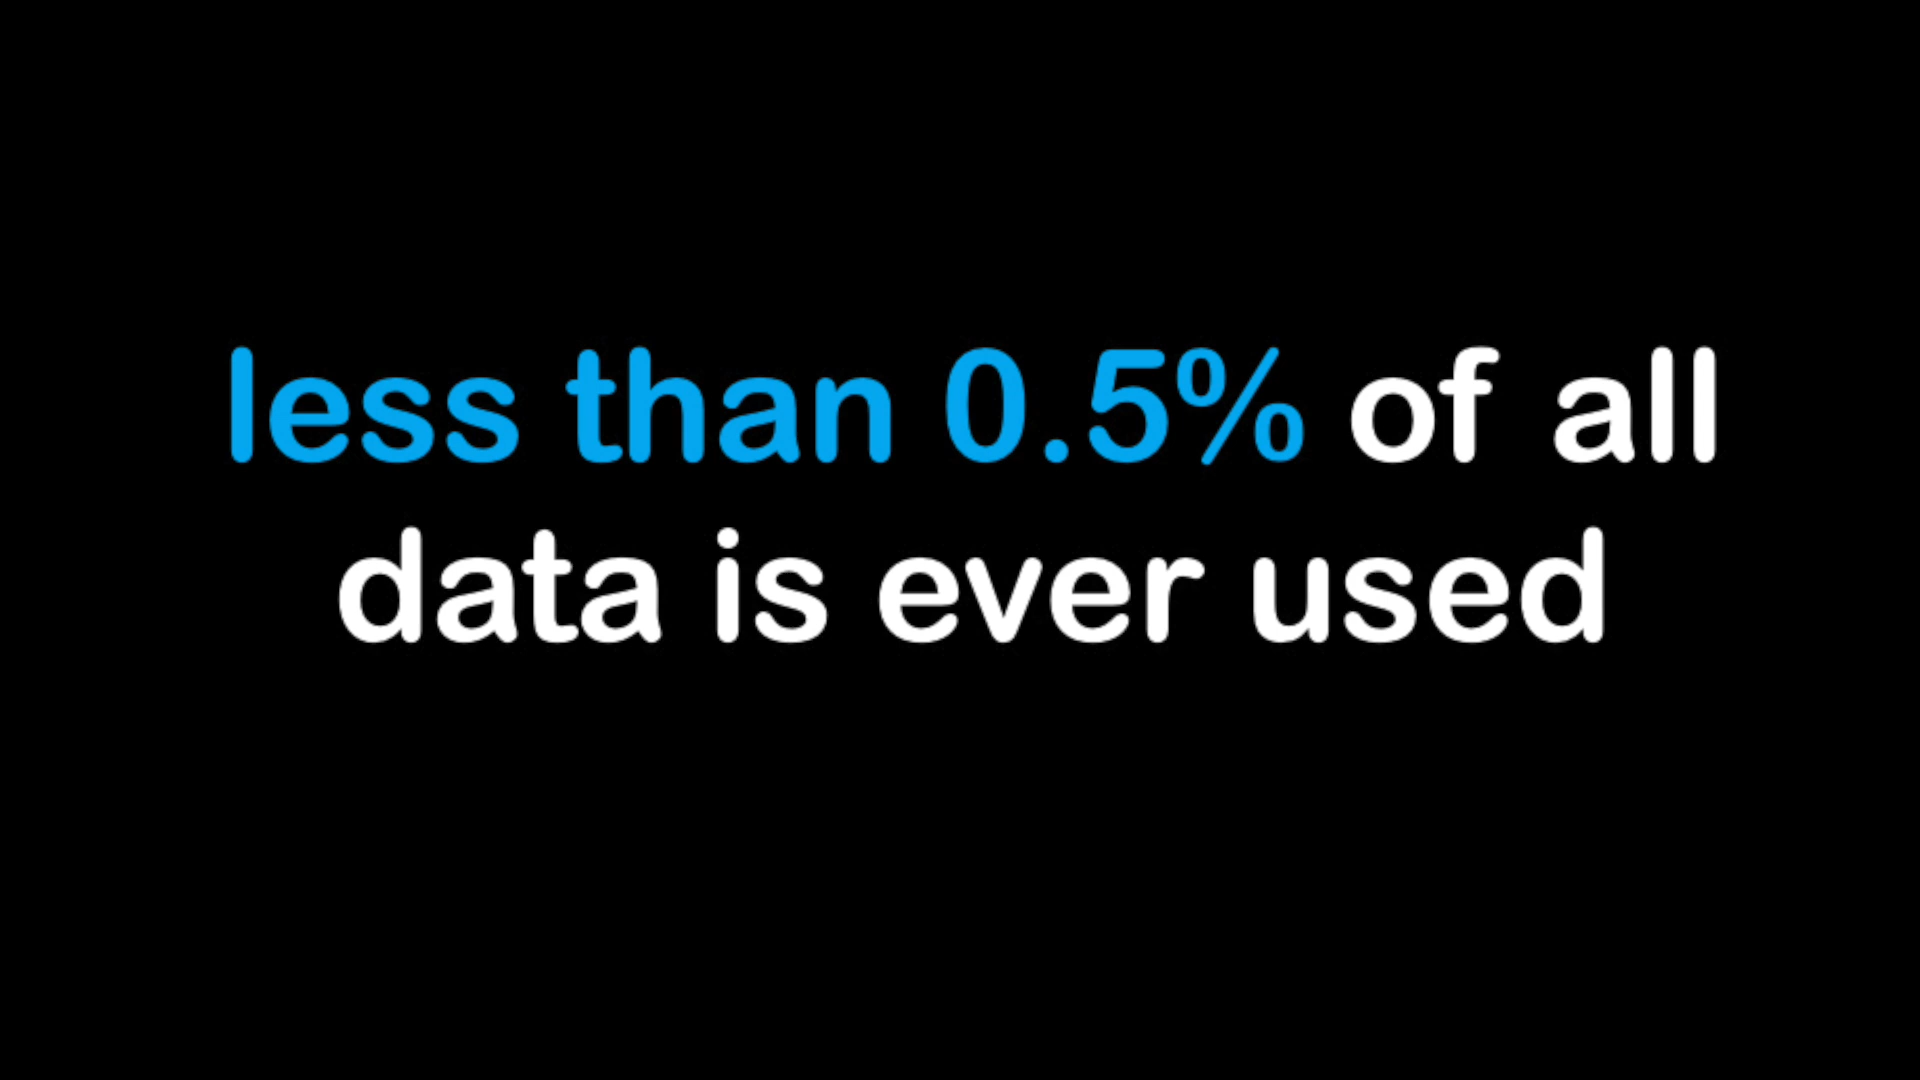 less than 0.5% of all
data is ever used